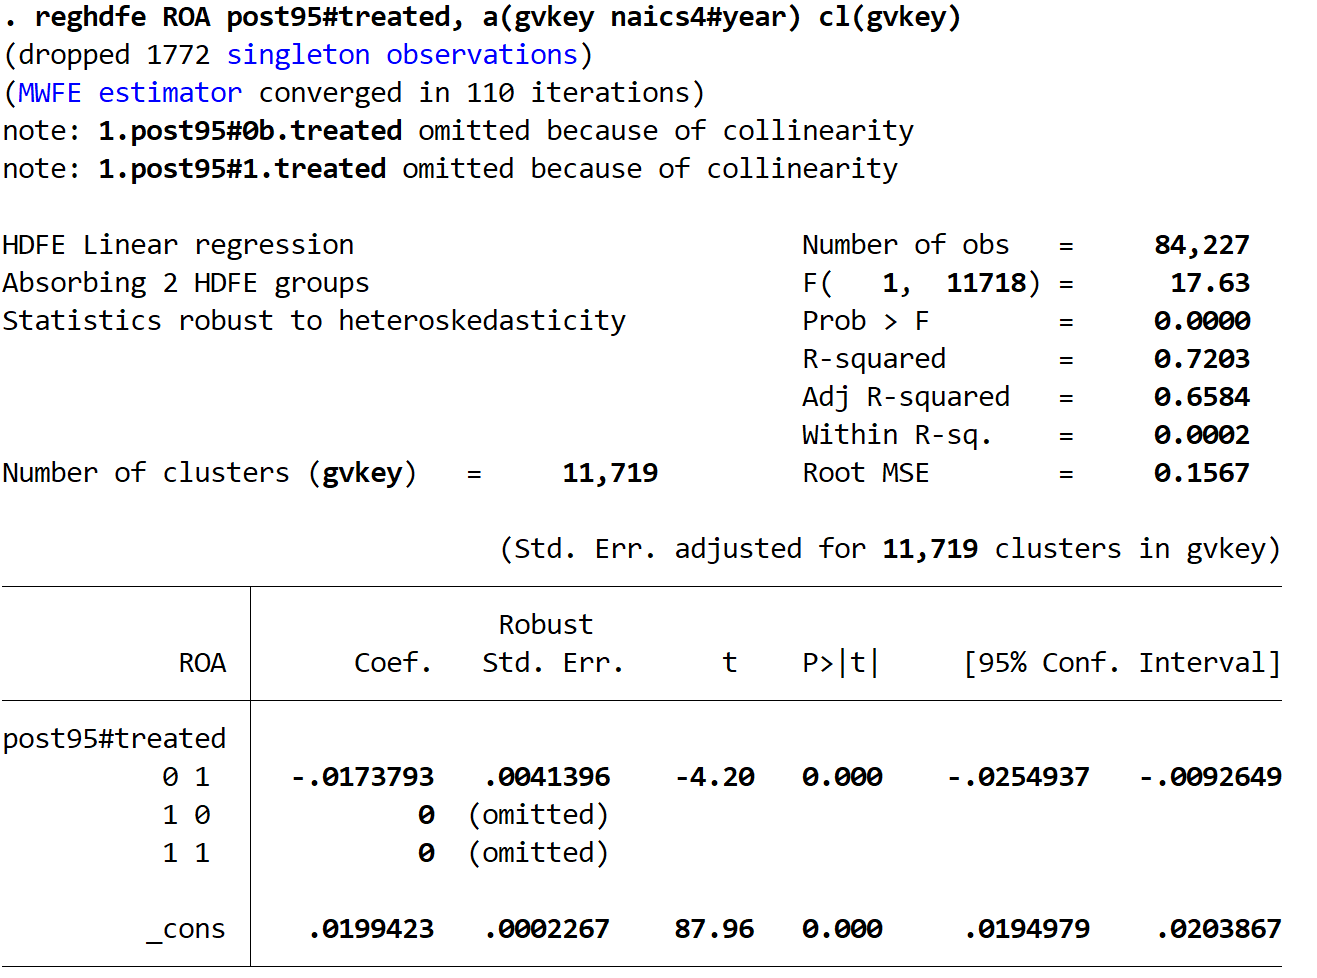 . reghdfe ROA post95#treated, a(gvkey naics4#year) cl(gvkey)
(dropped 1772 singleton observations)
(MWFE estimator converged in 110 iterations)
note: 1.post95#0b.treated omitted because of collinearity
note: 1.post95#1.treated omitted because of collinearity
HDFE Linear regression Number of obs = 84,227
Absorbing 2 HDFE groups F( 1, 11718) = 17.63
Statistics robust to heteroskedasticity Prob > F = 0.0000
R-squared = 0.7203
Adj R-squared = 0.6584
Within R-sq. = 0.0002
Number of clusters (gvkey) = 11,719 Root MSE = 0.1567
(Std. Err. adjusted for 11,719 clusters in gvkey)
Robust
ROA Coef. Std. Err. t P>|t| [95% Conf. Interval]
post95#treated
0 1 -.0173793 .0041396 -4.20 0.000 -.0254937 -.0092649
1 0 0 (omitted)
1 1 0 (omitted)
_cons .0199423 .0002267 87.96 0.000 .0194979 .0203867